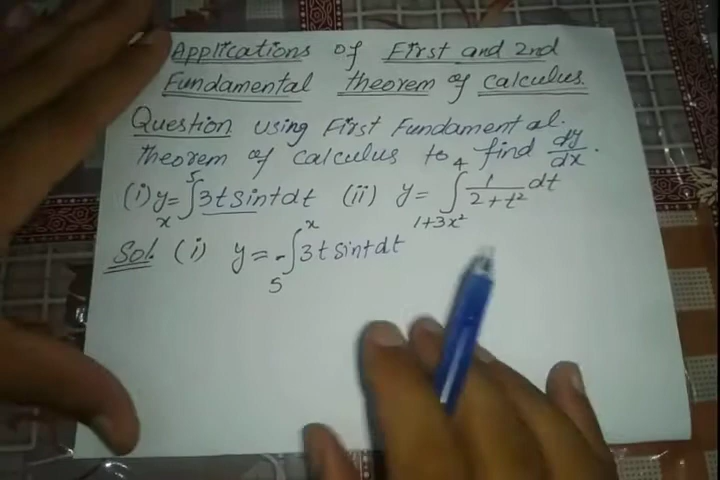 Applications of First and 2nd
Fundamental theorem of calculus.
Question using First Fundamental.
Theorem of calculus to find dy/dx.
(i) y = ∫_x^5 3t sint dt (ii) y = ∫_{1+3x²}^4 1/(2+t²) dt
Sol. (i) y = -∫_5^x 3t sint dt